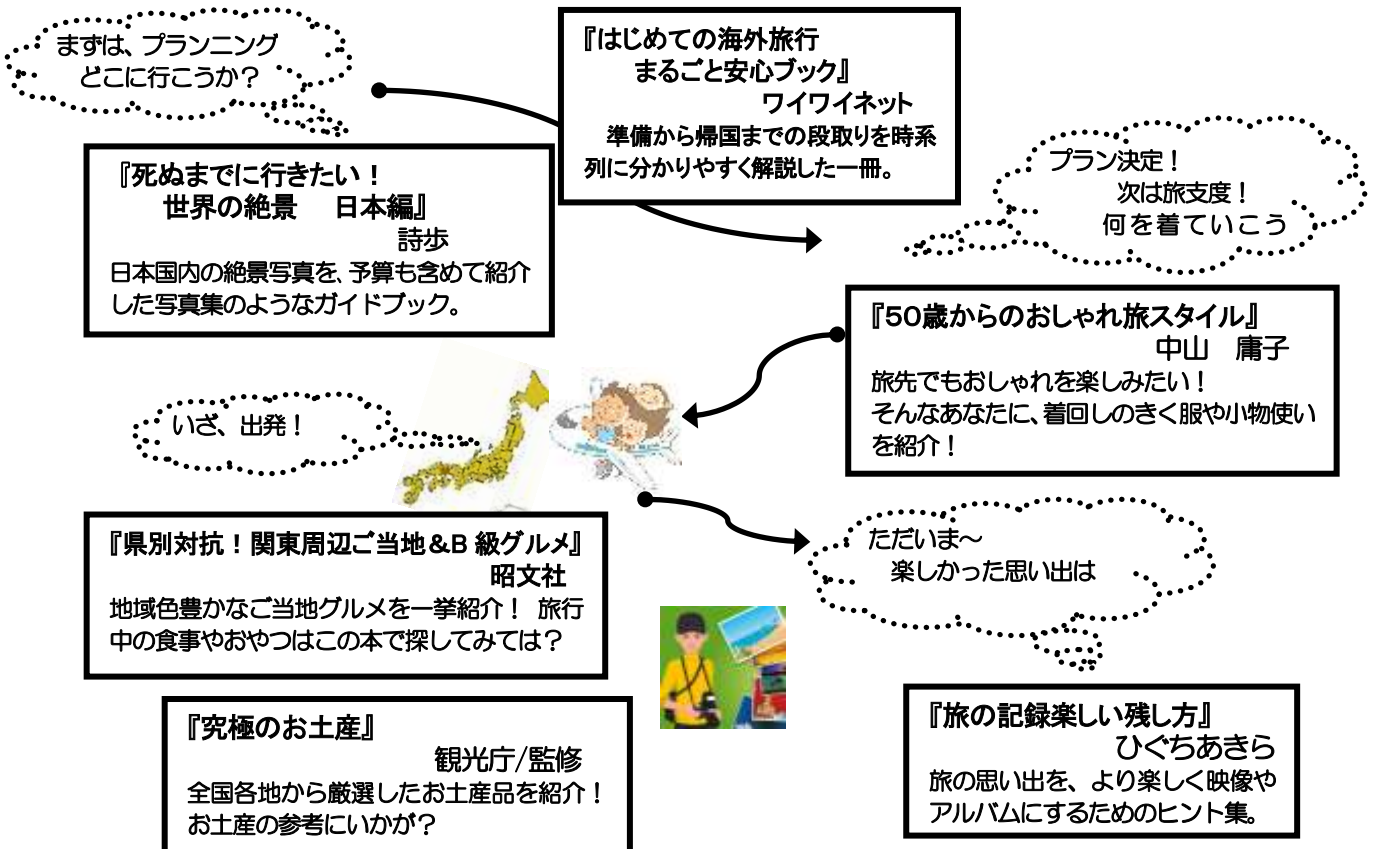 まずは、プランニング
どこに行こうか？
『はじめての海外旅行
まるごと安心ブック』
ワイワイネット
準備から帰国までの段取りを時系
列に分かりやすく解説した一冊。
『死ぬまでに行きたい！
世界の絶景　日本編』
詩歩
日本国内の絶景写真を、予算も含めて紹介
した写真集のようなガイドブック。
プラン決定！
次は旅支度！
何を着ていこう
『50歳からのおしゃれ旅スタイル』
中山　庸子
旅先でもおしゃれを楽しみたい！
そんなあなたに、着回しのきく服や小物使い
を紹介！
いざ、出発！
『県別対抗！関東周辺ご当地＆B 級グルメ』
昭文社
地域色豊かなご当地グルメを一挙紹介！ 旅行
中の食事やおやつはこの本で探してみては？
『究極のお土産』
観光庁/監修
全国各地から厳選したお土産品を紹介！
お土産の参考にいかが？
ただいま～
楽しかった思い出は
『旅の記録楽しい残し方』
ひぐちあきら
旅の思い出を、より楽しく映像や
アルバムにするためのヒント集。